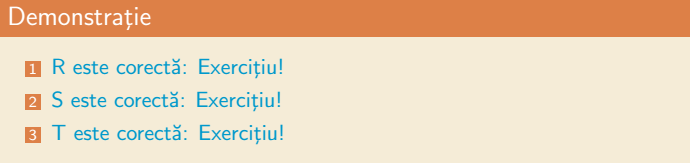 Demonstrație
1 R este corectă: Exercițiu!
2 S este corectă: Exercițiu!
3 T este corectă: Exercițiu!